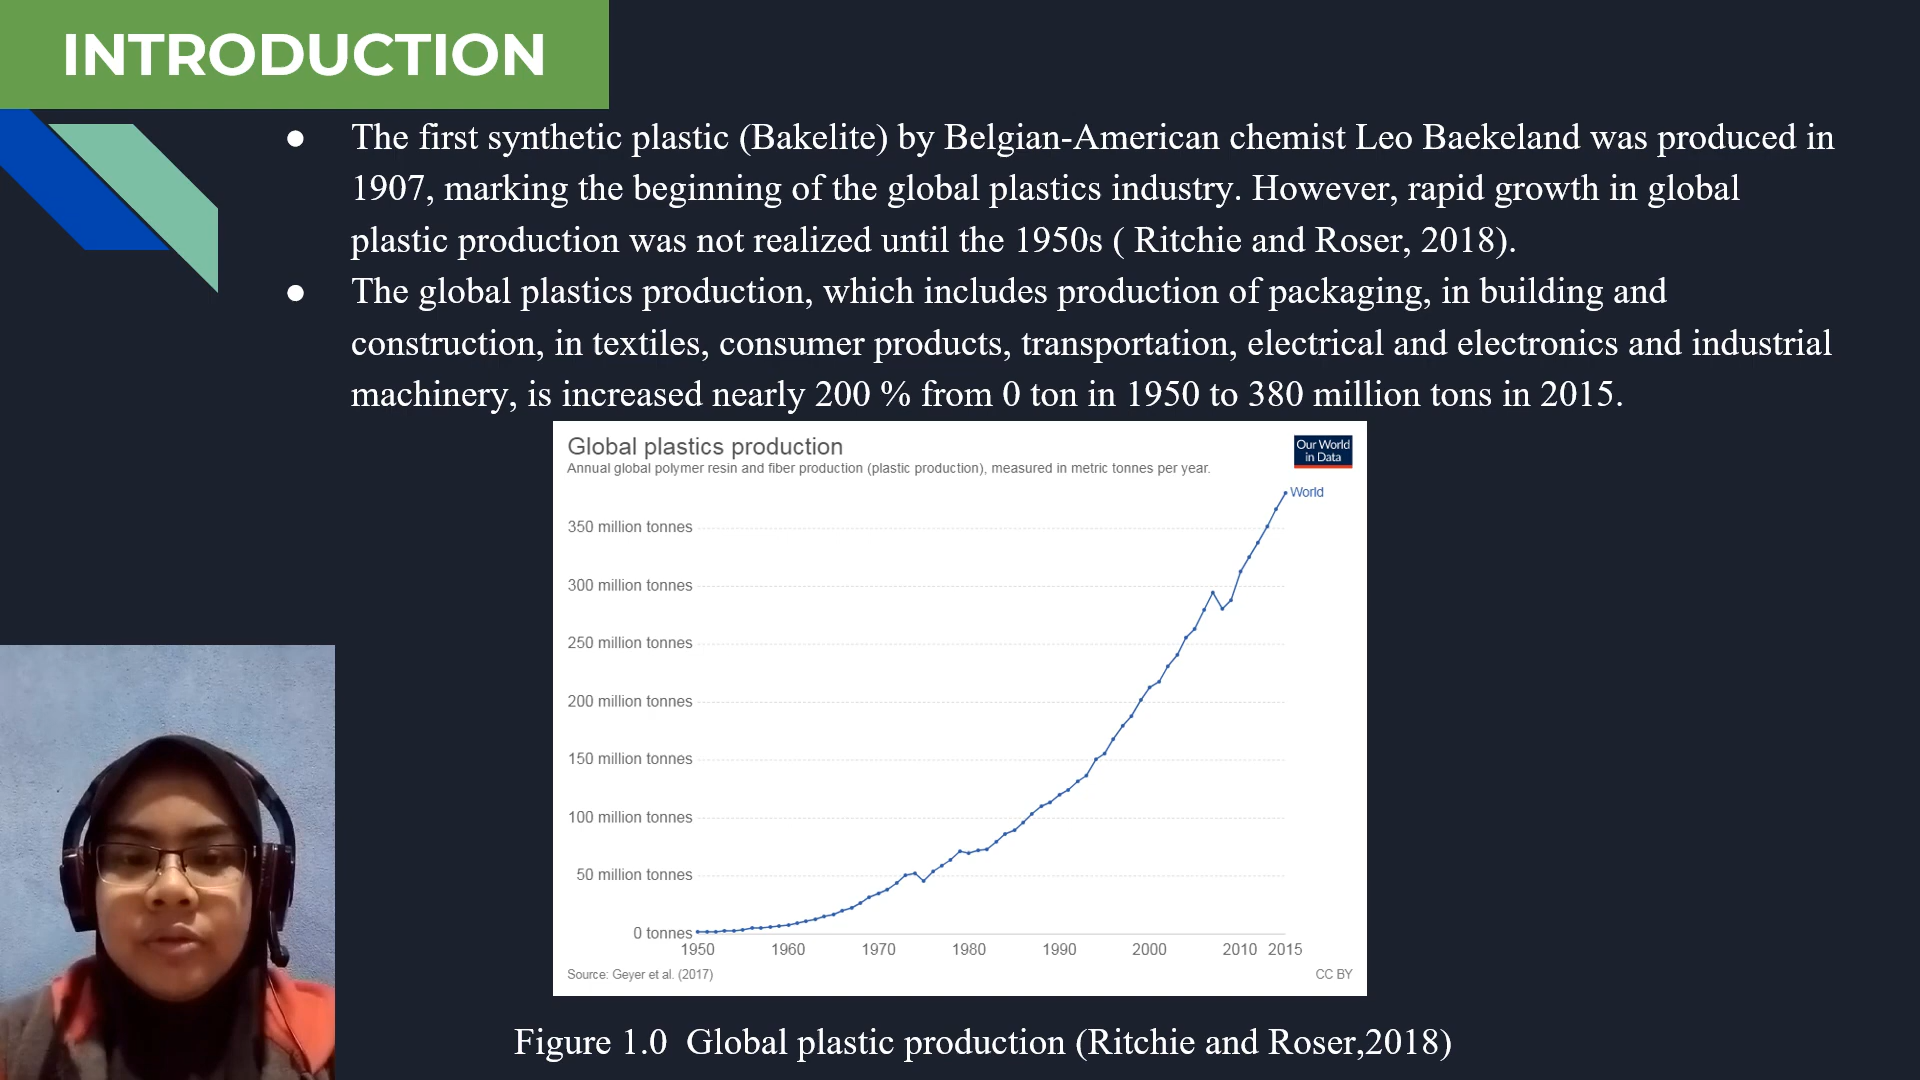 INTRODUCTION
● The first synthetic plastic (Bakelite) by Belgian-American chemist Leo Baekeland was produced in
1907, marking the beginning of the global plastics industry. However, rapid growth in global
plastic production was not realized until the 1950s ( Ritchie and Roser, 2018).
● The global plastics production, which includes production of packaging, in building and
construction, in textiles, consumer products, transportation, electrical and electronics and industrial
machinery, is increased nearly 200 % from 0 ton in 1950 to 380 million tons in 2015.
Global plastics production
Annual global polymer resin and fiber production (plastic production), measured in metric tonnes per year.
Our World
in Data
World
350 million tonnes
300 million tonnes
250 million tonnes
200 million tonnes
150 million tonnes
100 million tonnes
50 million tonnes
0 tonnes
1950 1960 1970 1980 1990 2000 2010 2015
Source: Geyer et al. (2017)
CC BY
Figure 1.0 Global plastic production (Ritchie and Roser,2018)